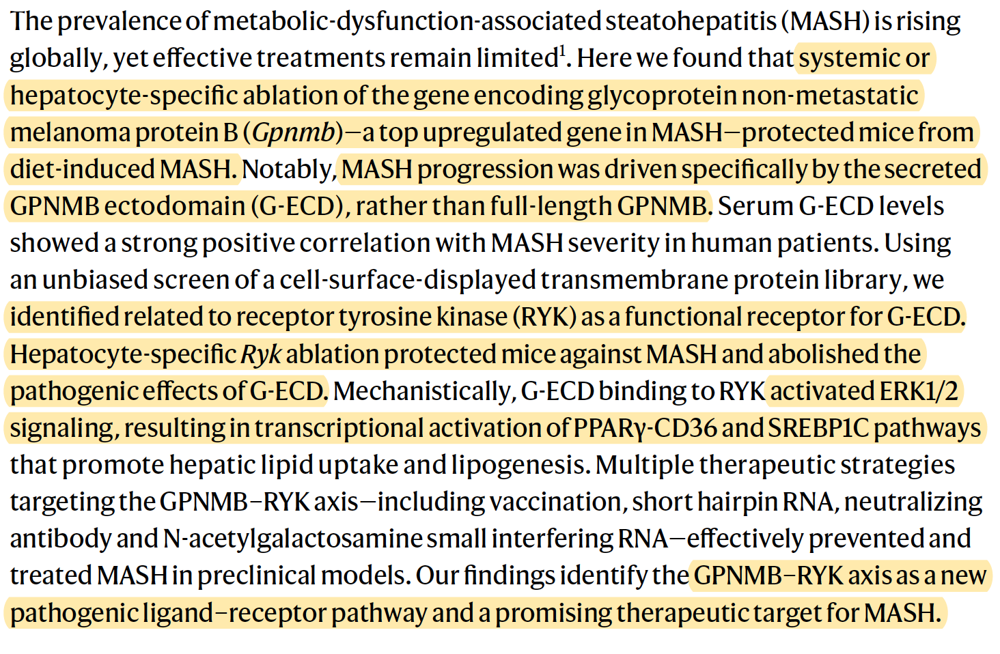 The prevalence of metabolic-dysfunction-associated steatohepatitis (MASH) is rising
globally, yet effective treatments remain limited¹. Here we found that systemic or
hepatocyte-specific ablation of the gene encoding glycoprotein non-metastatic
melanoma protein B (Gpnmb)—a top upregulated gene in MASH—protected mice from
diet-induced MASH. Notably, MASH progression was driven specifically by the secreted
GPNMB ectodomain (G-ECD), rather than full-length GPNMB. Serum G-ECD levels
showed a strong positive correlation with MASH severity in human patients. Using
an unbiased screen of a cell-surface-displayed transmembrane protein library, we
identified related to receptor tyrosine kinase (RYK) as a functional receptor for G-ECD.
Hepatocyte-specific Ryk ablation protected mice against MASH and abolished the
pathogenic effects of G-ECD. Mechanistically, G-ECD binding to RYK activated ERK1/2
signaling, resulting in transcriptional activation of PPARγ-CD36 and SREBP1C pathways
that promote hepatic lipid uptake and lipogenesis. Multiple therapeutic strategies
targeting the GPNMB–RYK axis—including vaccination, short hairpin RNA, neutralizing
antibody and N-acetylgalactosamine small interfering RNA—effectively prevented and
treated MASH in preclinical models. Our findings identify the GPNMB–RYK axis as a new
pathogenic ligand–receptor pathway and a promising therapeutic target for MASH.